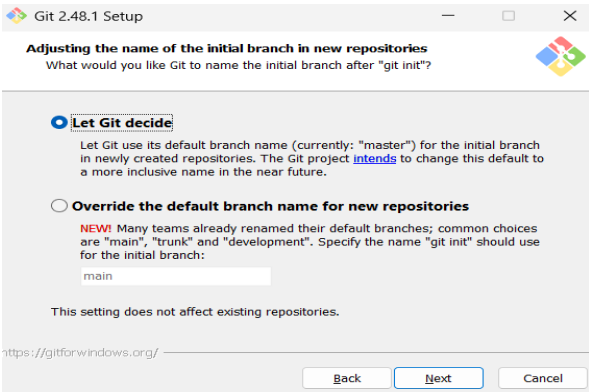 Git 2.48.1 Setup
Adjusting the name of the initial branch in new repositories
What would you like Git to name the initial branch after "git init"?
Let Git decide
Let Git use its default branch name (currently: "master") for the initial branch
in newly created repositories. The Git project intends to change this default to
a more inclusive name in the near future.
Override the default branch name for new repositories
NEW! Many teams already renamed their default branches; common choices
are "main", "trunk" and "development". Specify the name "git init" should use
for the initial branch:
main
This setting does not affect existing repositories.
https://gitforwindows.org/
Back
Next
Cancel